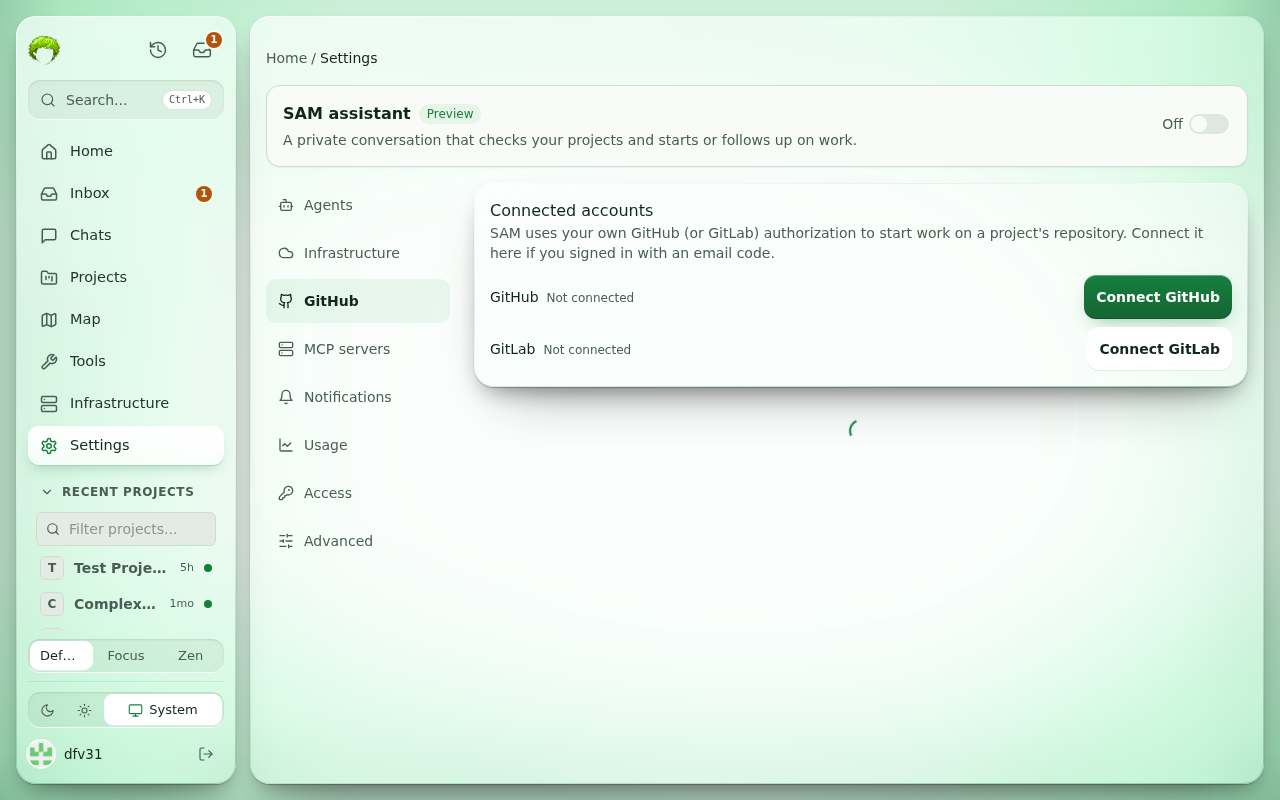 1
Search...
Ctrl+K
Home
Inbox
1
Chats
Projects
Map
Tools
Infrastructure
Settings
RECENT PROJECTS
Filter projects...
T
Test Proje...
5h
C
Complex...
1mo
Def...
Focus
Zen
System
dfv31
Home / Settings
SAM assistant
Preview
A private conversation that checks your projects and starts or follows up on work.
Off
Agents
Infrastructure
GitHub
MCP servers
Notifications
Usage
Access
Advanced
Connected accounts
SAM uses your own GitHub (or GitLab) authorization to start work on a project's repository. Connect it
here if you signed in with an email code.
GitHub Not connected
Connect GitHub
GitLab Not connected
Connect GitLab